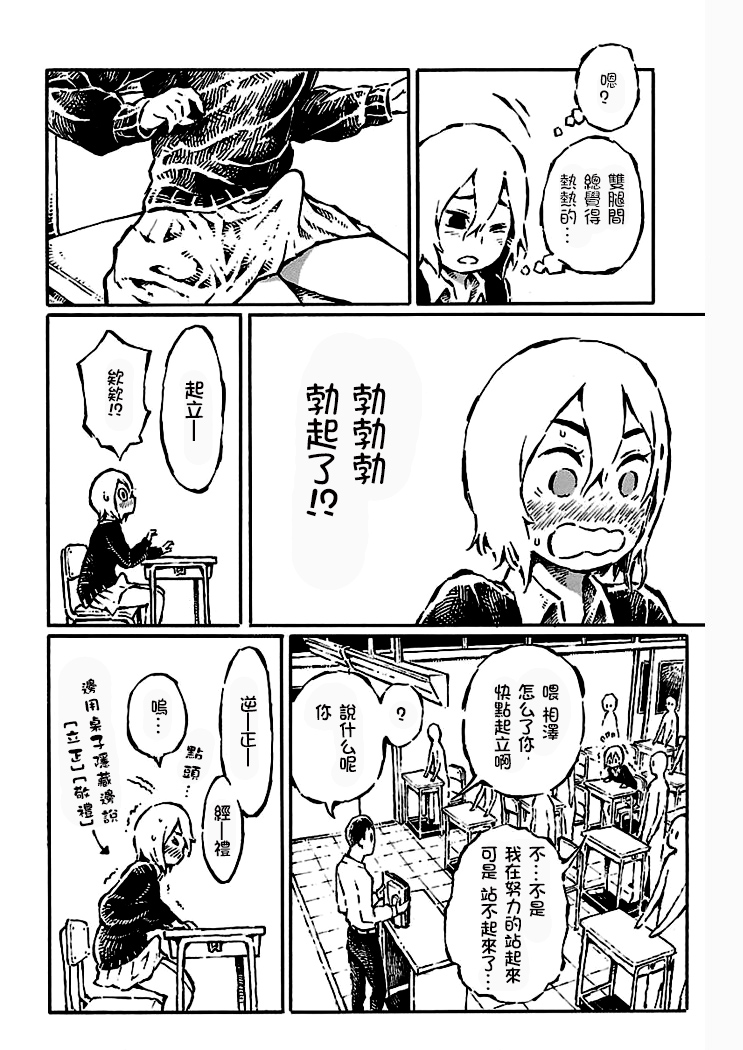 嗯?
雙腿間
總覺得
熱熱的…
勃勃勃
勃起了!?
起立—
欸欸!?
喂 相澤
怎么了你.
快點起立啊
不…不是
我在努力的站起來
可是 站不起來了…
?
說什么呢
你
逆—正—
經—禮
點頭…
嗚…
邊用桌子隱藏邊說
[立正][敬禮]